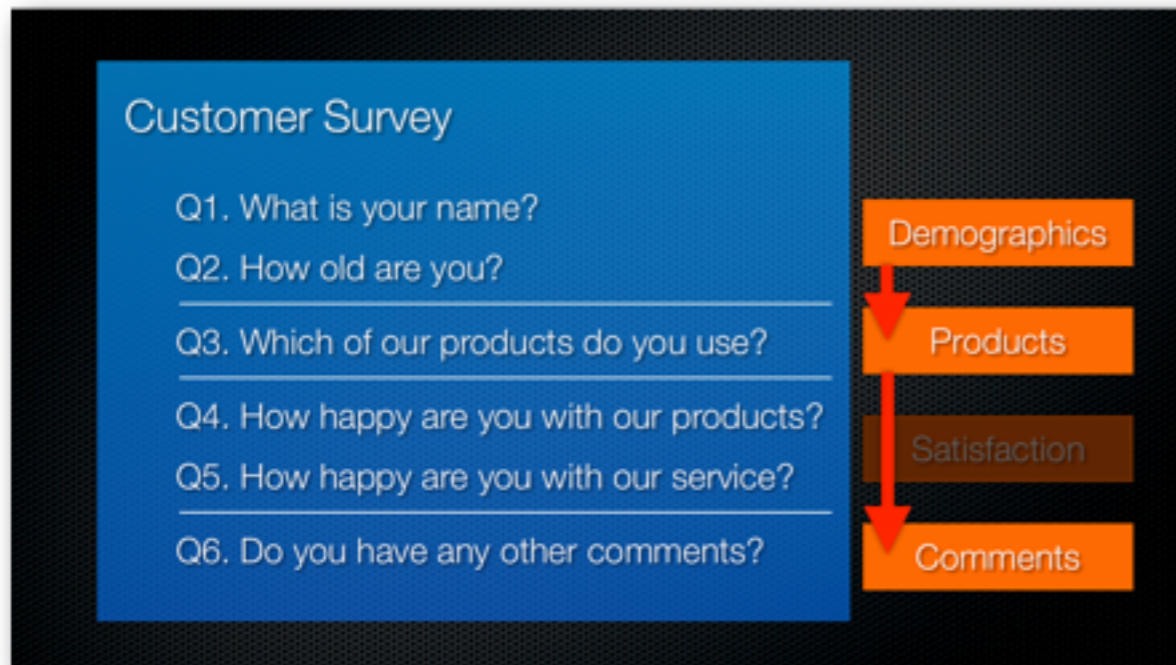 Customer Survey
Q1. What is your name?
Q2. How old are you?
Q3. Which of our products do you use?
Q4. How happy are you with our products?
Q5. How happy are you with our service?
Q6. Do you have any other comments?
Demographics
Products
Satisfaction
Comments